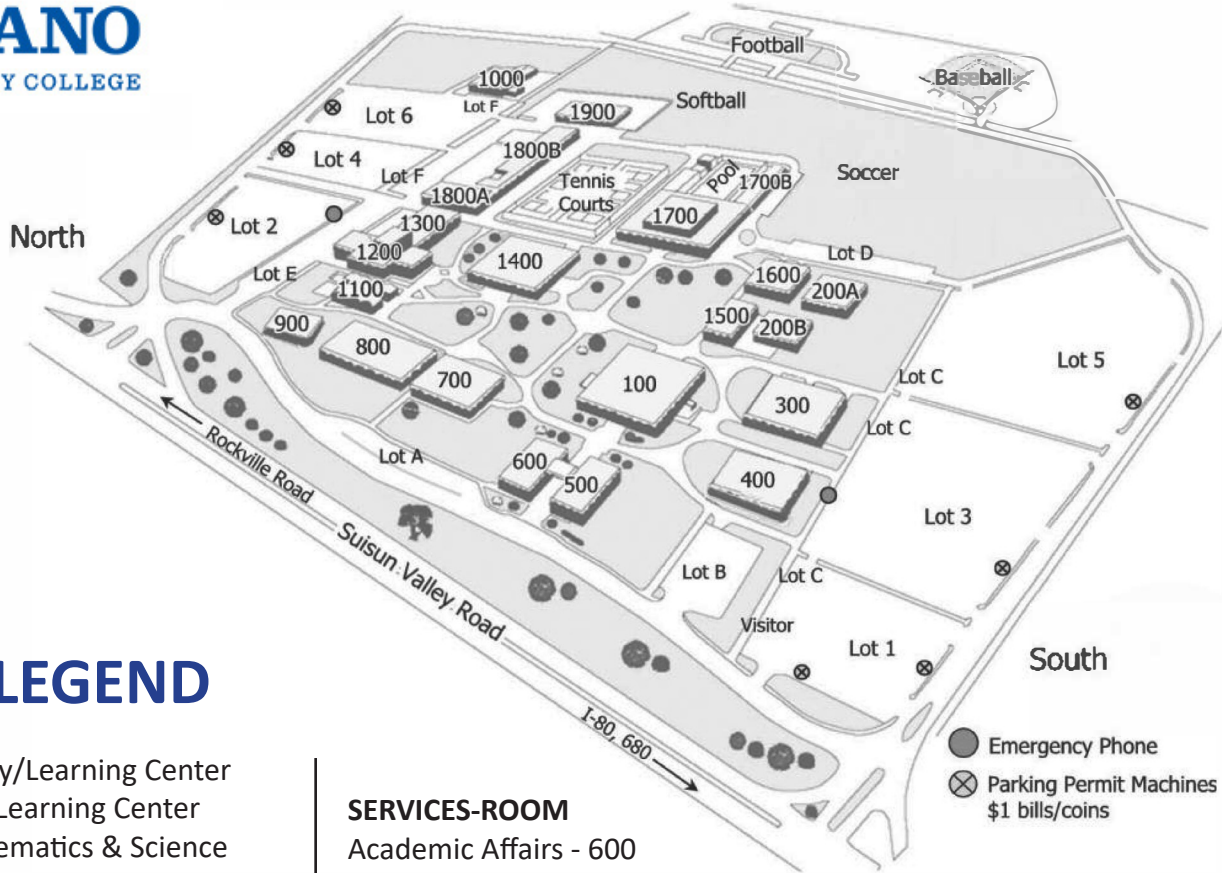 ANO
Y COLLEGE
Football
Baseball
1000
Lot F
Softball
Lot 6
1900
1800B
Lot 4
Lot F
Tennis
Courts
Pool
1700B
Soccer
1800A
1700
North
Lot 2
1300
1200
1400
Lot D
Lot E
1100
1600
200A
900
1500
200B
800
700
100
Lot C
Lot 5
300
Lot C
Rockville Road
Lot A
600
500
400
Lot 3
Suisun Valley Road
Lot B
Lot C
Visitor
Lot 1
South
I-80, 680
LEGEND
Emergency Phone
Parking Permit Machines
$1 bills/coins
y/Learning Center
Learning Center
ematics & Science
SERVICES-ROOM
Academic Affairs - 600